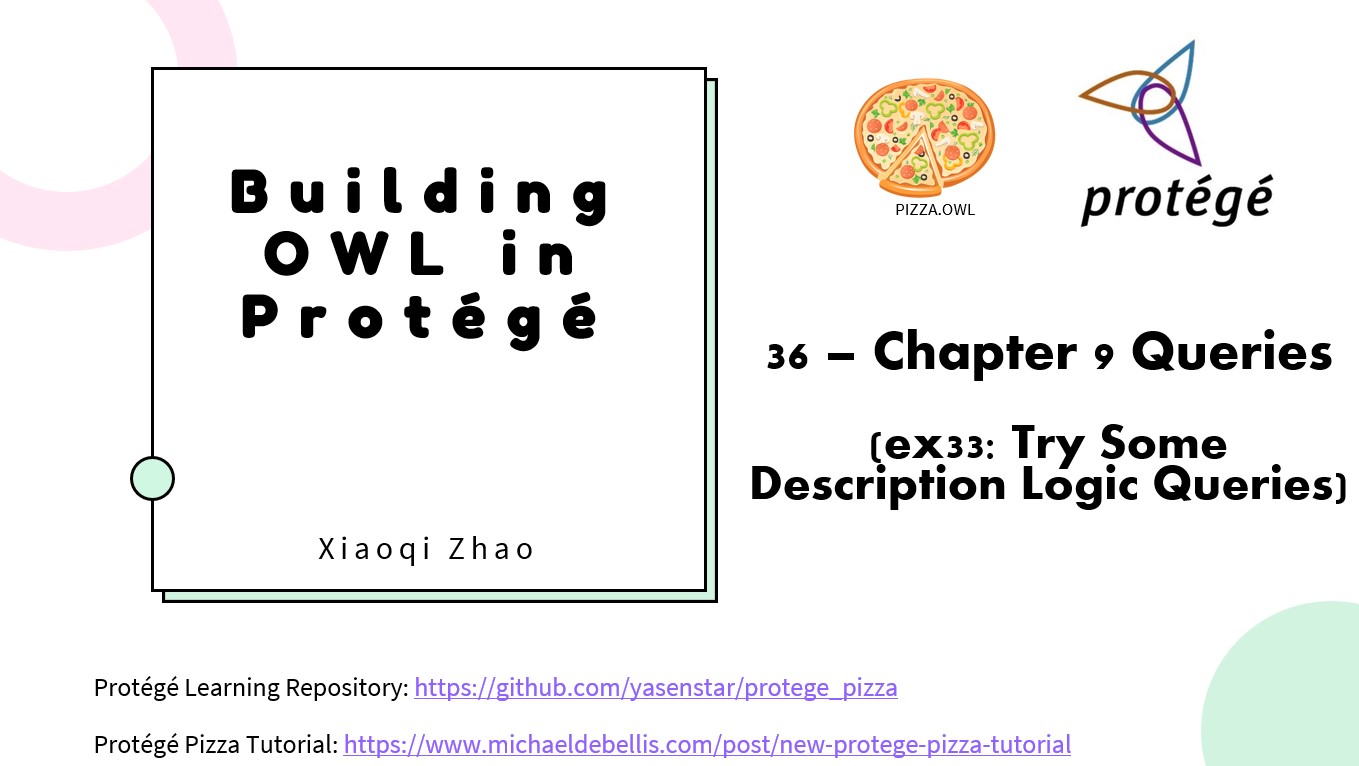 Building
OWL in
Protégé
Xiaoqi Zhao
PIZZA.OWL
protégé
36 – Chapter 9 Queries
(ex33: Try Some
Description Logic Queries)
Protégé Learning Repository: https://github.com/yasenstar/protege_pizza
Protégé Pizza Tutorial: https://www.michaeldebellis.com/post/new-protege-pizza-tutorial